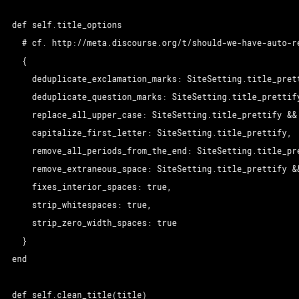 def self.title_options
# cf. http://meta.discourse.org/t/should-we-have-auto-re
{
deduplicate_exclamation_marks: SiteSetting.title_prett
deduplicate_question_marks: SiteSetting.title_prettify
replace_all_upper_case: SiteSetting.title_prettify &&
capitalize_first_letter: SiteSetting.title_prettify,
remove_all_periods_from_the_end: SiteSetting.title_pre
remove_extraneous_space: SiteSetting.title_prettify &&
fixes_interior_spaces: true,
strip_whitespaces: true,
strip_zero_width_spaces: true
}
end
def self.clean_title(title)